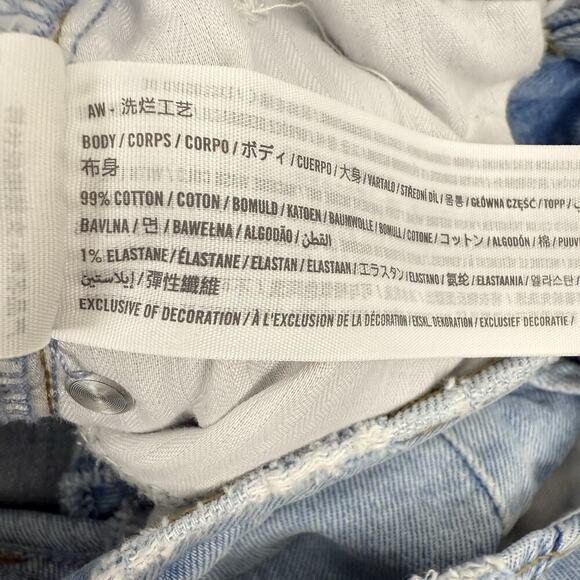 AW - 洗烂工艺
BODY / CORPS / CORPO / ボディ / CUERPO / 大身 / VARTALO / STŘEDNÍ DÍL / 몸통 / GŁÓWNA CZĘŚĆ / TOPP /
布身
99% COTTON / COTON / BOMULD / KATOEN / BAUMWOLLE / BOMULL / COTONE / コットン / ALGODÓN / 棉 / PUUV
BAVLNA / 면 / BAWEŁNA / ALGODÃO / القطن /
1% ELASTANE / ÉLASTANE / ELASTAN / ELASTAAN / エラスタン / ELASTANO / 氨纶 / ELASTAANIA / 엘라스탄 /
إيلاستين / 彈性纖維
EXCLUSIVE OF DECORATION / À L'EXCLUSION DE LA DÉCORATION / EKSKL. DEKORATION / EXCLUSIEF DECORATIE /